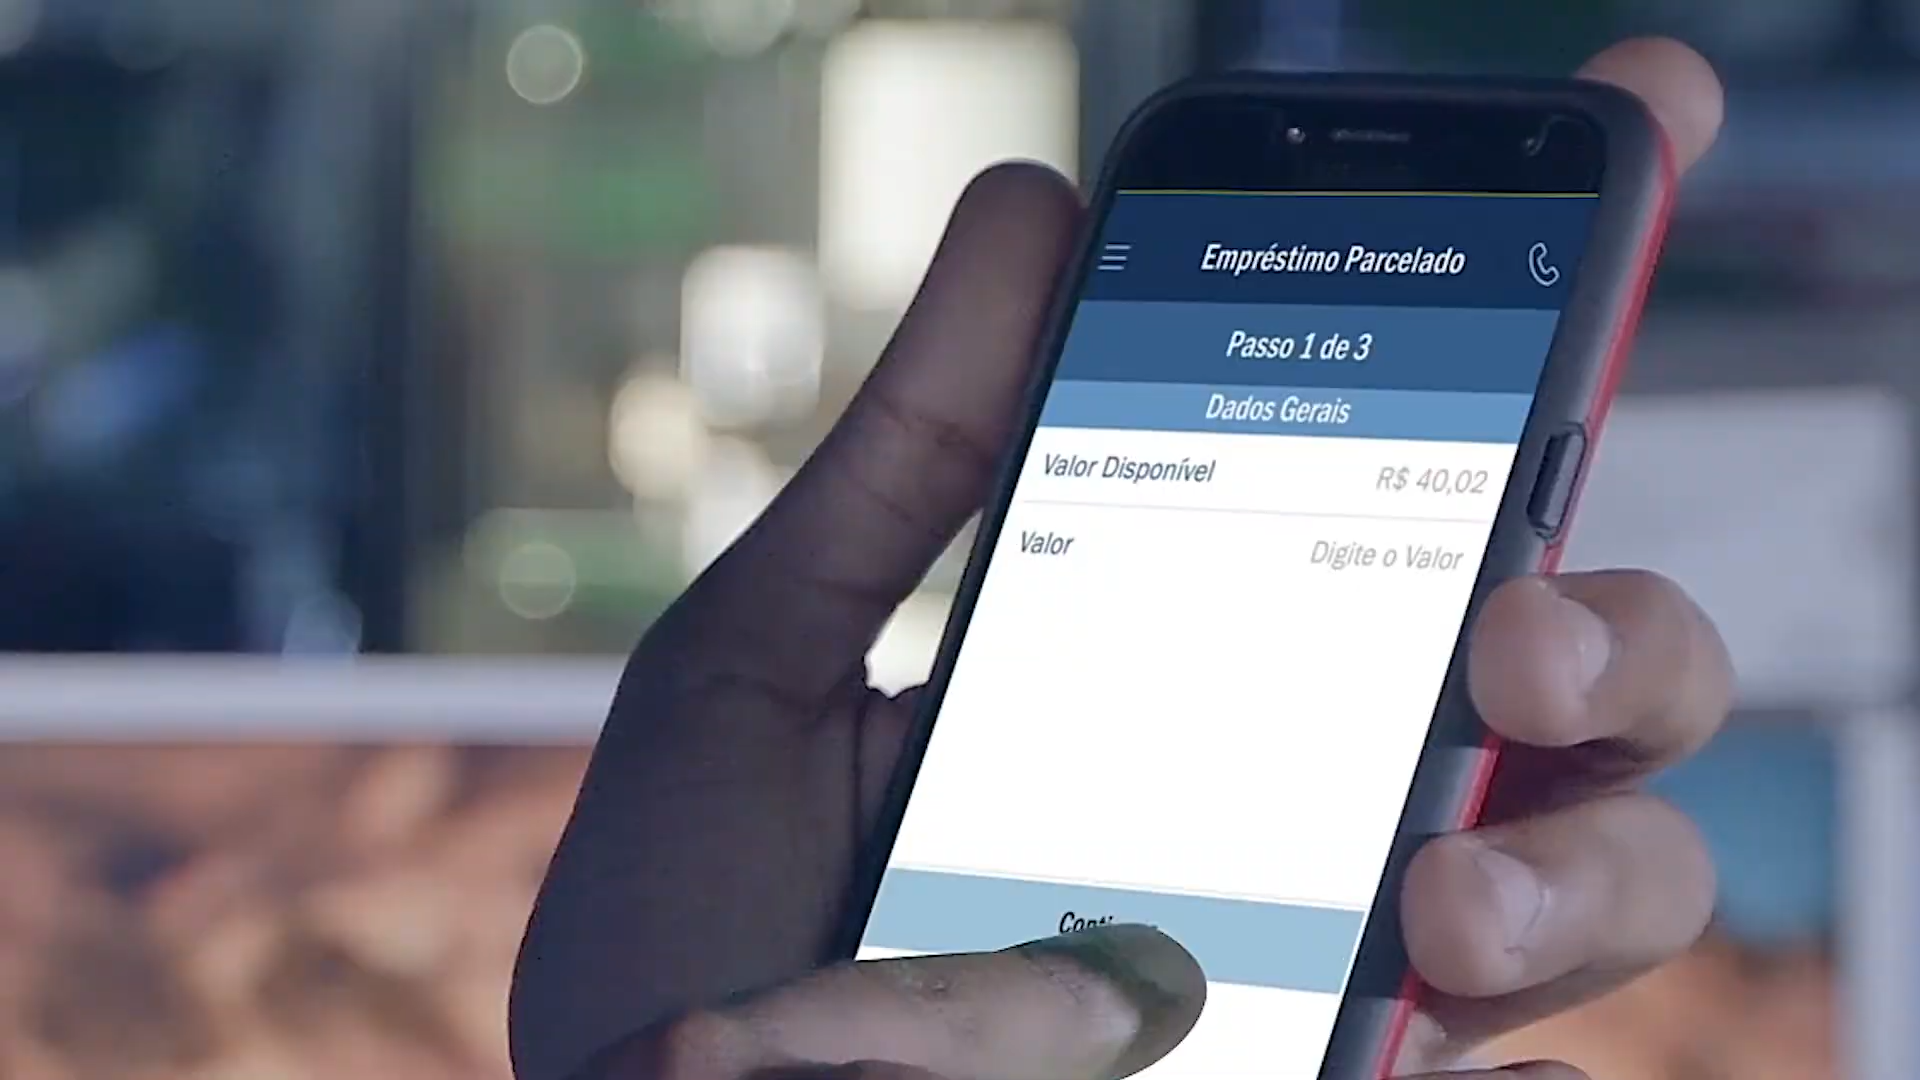 Empréstimo Parcelado
Passo 1 de 3
Dados Gerais
Valor Disponível R$ 40,02
Valor Digite o Valor